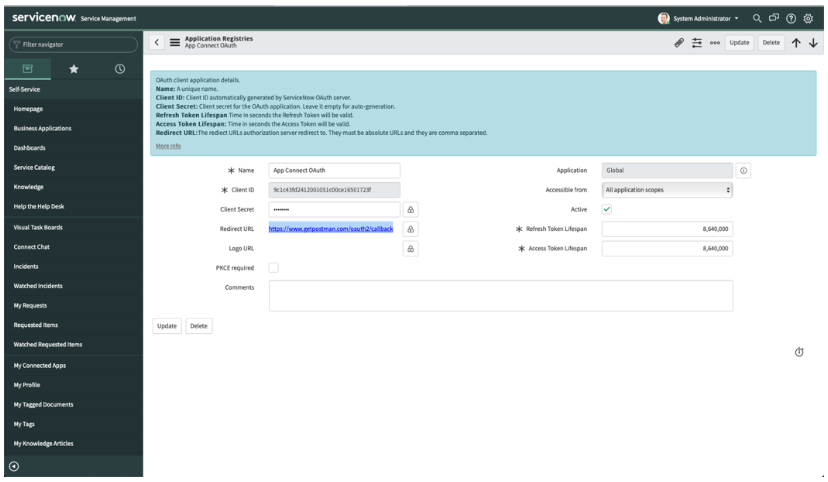 servicenow Service Management
System Administrator
Filter navigator
Application Registries
App Connect OAuth
Update
Delete
Self-Service
Homepage
Business Applications
Dashboards
Service Catalog
Knowledge
Help the Help Desk
Visual Task Boards
Connect Chat
Incidents
Watched Incidents
My Requests
Requested Items
Watched Requested Items
My Connected Apps
My Profile
My Tagged Documents
My Tags
My Knowledge Articles
OAuth client application details.
Name: A unique name.
Client ID: Client ID automatically generated by ServiceNow OAuth server.
Client Secret: Client secret for the OAuth application. Leave it empty for auto-generation.
Refresh Token Lifespan Time in seconds the Refresh Token will be valid.
Access Token Lifespan: Time in seconds the Access Token will be valid.
Redirect URL:The rediect URLs authorization server redirect to. They must be absolute URLs and they are comma separated.
More Info
Name App Connect OAuth
Application Global
Client ID
Accessible from All application scopes
Client Secret
Active
Redirect URL https://www.getpostman.com/oauth2/callback
Refresh Token Lifespan 8,640,000
Logo URL
Access Token Lifespan 8,640,000
PKCE required
Comments
Update
Delete